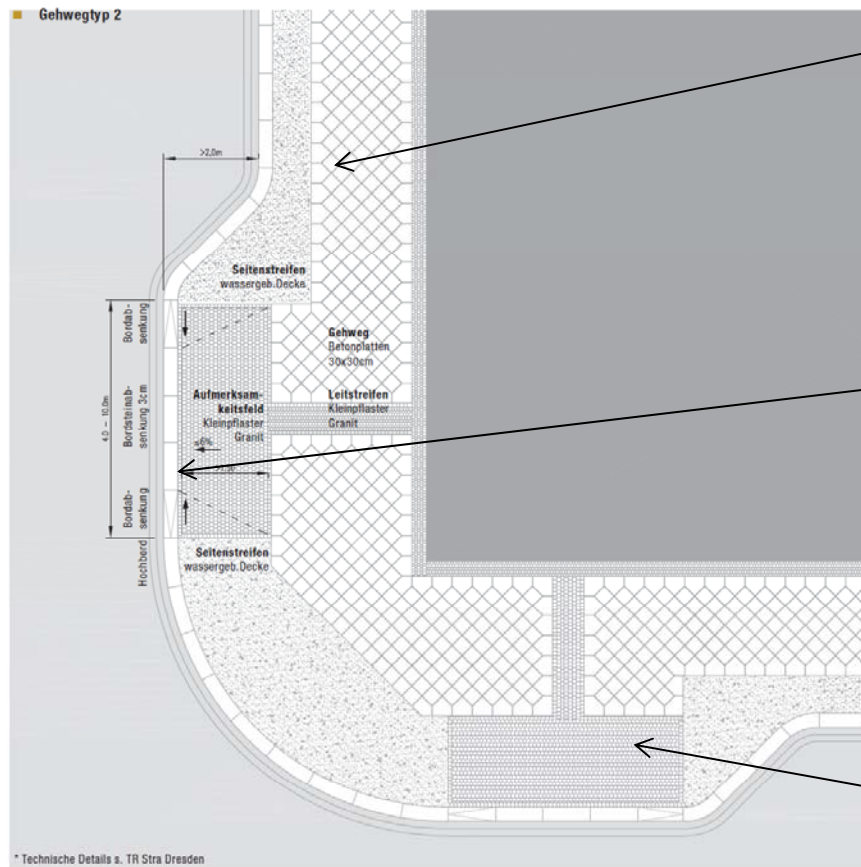 Gehwegtyp 2
>2,0m
Seitenstreifen
wassergeb.Decke
Bordab-
senkung
Gehweg
Betonplatten
30x30cm
4.0 – 10.0m
Bordsteinab-
senkung 3cm
Aufmerksam-
keitsfeld
Kleinpflaster
Granit
Leitstreifen
Kleinpflaster
Granit
≤6%
Bordab-
senkung
Hochbord
Seitenstreifen
wassergeb.Decke
* Technische Details s. TR Stra Dresden